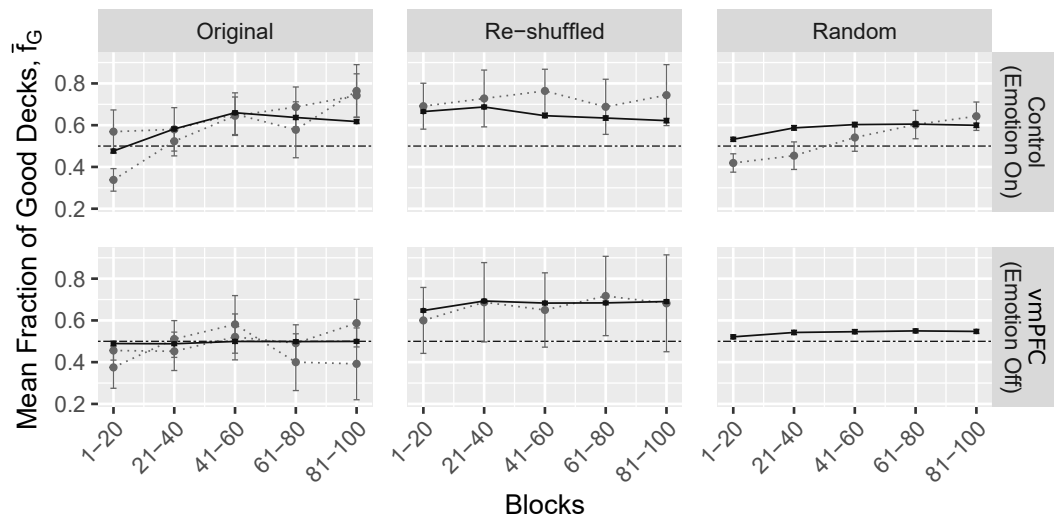 Original
Re−shuffled
Random
Mean Fraction of Good Decks, f̄G
0.8
0.6
0.4
0.2
Control
(Emotion On)
0.8
0.6
0.4
0.2
vmPFC
(Emotion Off)
1−20
21−40
41−60
61−80
81−100
1−20
21−40
41−60
61−80
81−100
1−20
21−40
41−60
61−80
81−100
Blocks